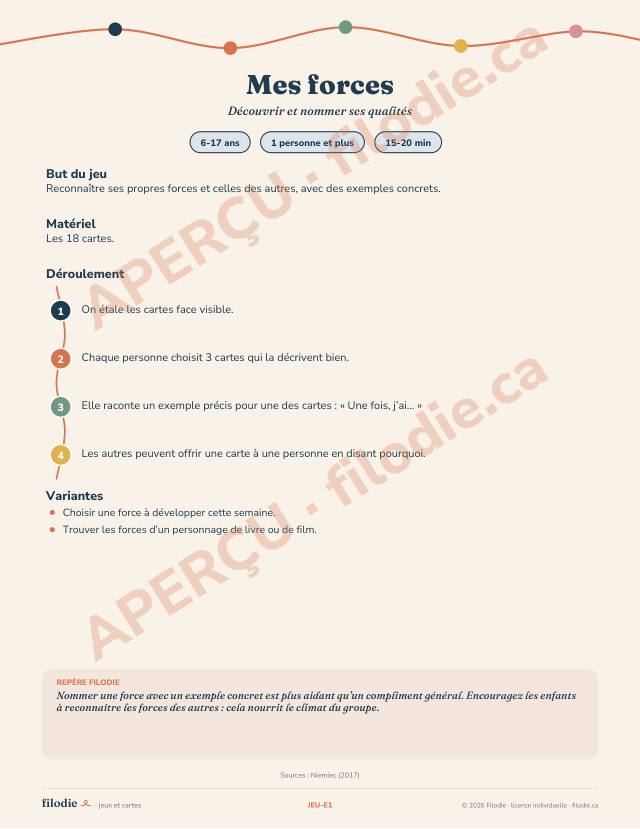 Mes forces
Découvrir et nommer ses qualités
6-17 ans
1 personne et plus
15-20 min
But du jeu
Reconnaître ses propres forces et celles des autres, avec des exemples concrets.
Matériel
Les 18 cartes.
Déroulement
1 On étale les cartes face visible.
2 Chaque personne choisit 3 cartes qui la décrivent bien.
3 Elle raconte un exemple précis pour une des cartes : « Une fois, j'ai... »
4 Les autres peuvent offrir une carte à une personne en disant pourquoi.
Variantes
Choisir une force à développer cette semaine.
Trouver les forces d'un personnage de livre ou de film.
APERÇU · filodie.ca
APERÇU · filodie.ca
REPÈRE FILODIE
Nommer une force avec un exemple concret est plus aidant qu'un compliment général. Encouragez les enfants
à reconnaître les forces des autres : cela nourrit le climat du groupe.
Sources : Niemiec (2017)
filodie · jeux et cartes
JEU-E1
© 2026 Filodie · licence individuelle · filodie.ca